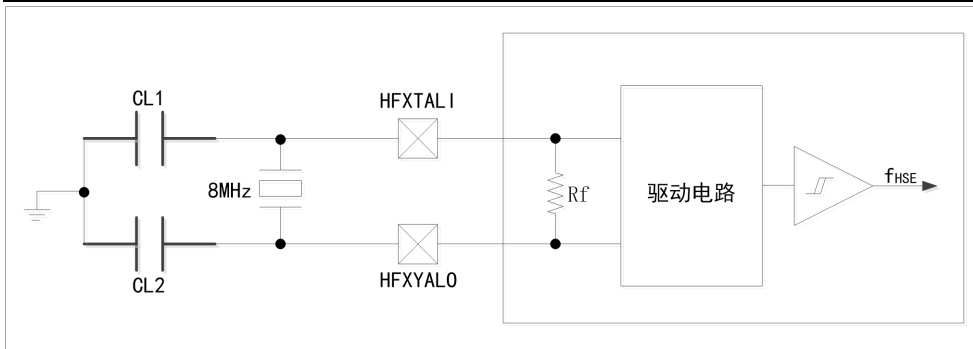 CL1
HFXTALI
8MHz
Rf
驱动电路
fHSE
HFXYALO
CL2